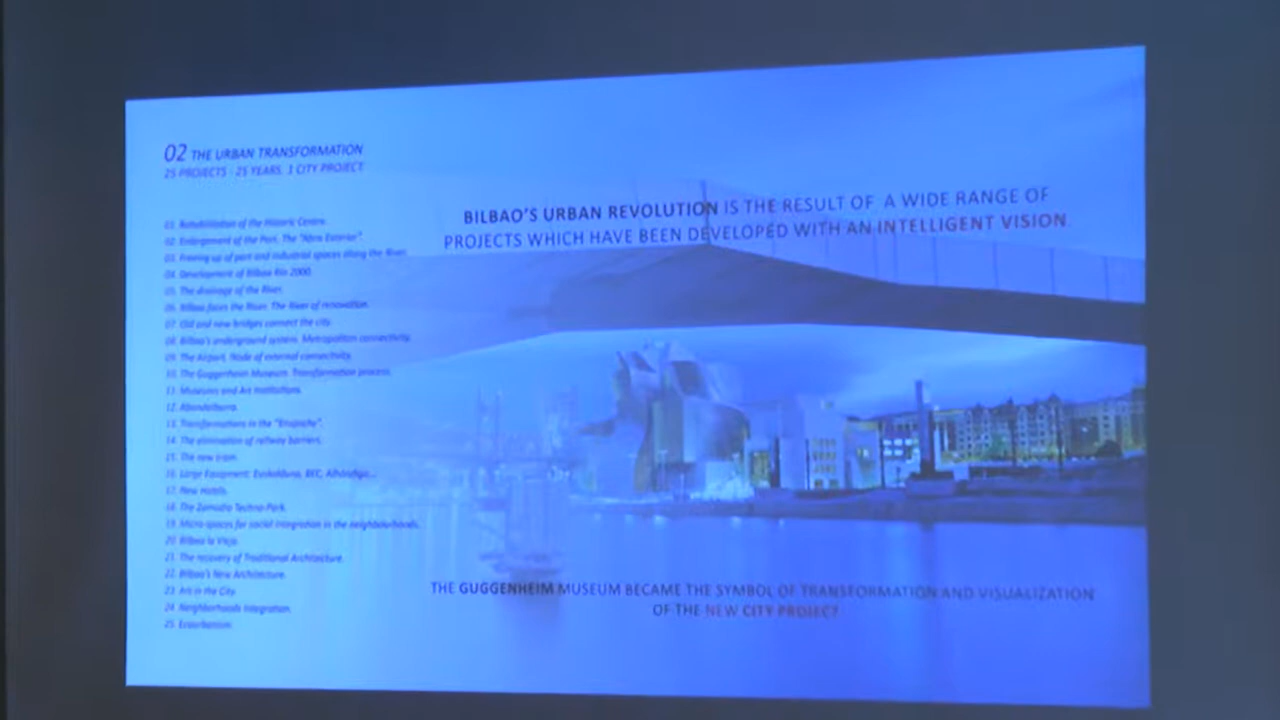 02 THE URBAN TRANSFORMATION
25 PROJECTS - 25 YEARS. 1 CITY PROJECT
01. Rehabilitation of the Historic Centre.
02. Enlargement of the Port. The "Abra Exterior".
03. Freeing up of port and industrial spaces along the River.
04. Development of Bilbao Ría 2000.
05. The drainage of the River.
06. Bilbao faces the River. The River of renovation.
07. Old and new bridges connect the city.
08. Bilbao's underground system. Metropolitan connectivity.
09. The Airport. Node of external connectivity.
10. The Guggenheim Museum. Transformation process.
11. Museums and Art Institutions.
12. Abandoibarra.
13. Transformations in the "Ensanche".
14. The elimination of railway barriers.
15. The new tram.
16. Large Equipment: Euskalduna, BEC, Alhóndiga...
17. New Hotels.
18. The Zamudio Techno Park.
19. Micro-spaces for social integration in the neighbourhoods.
20. Bilbao la Vieja.
21. The recovery of Traditional Architecture.
22. Bilbao's New Architecture.
23. Art in the City.
24. Neighborhoods Integration.
25. Ecourbanism.
BILBAO'S URBAN REVOLUTION IS THE RESULT OF A WIDE RANGE OF
PROJECTS WHICH HAVE BEEN DEVELOPED WITH AN INTELLIGENT VISION.
THE GUGGENHEIM MUSEUM BECAME THE SYMBOL OF TRANSFORMATION AND VISUALIZATION
OF THE NEW CITY PROJECT